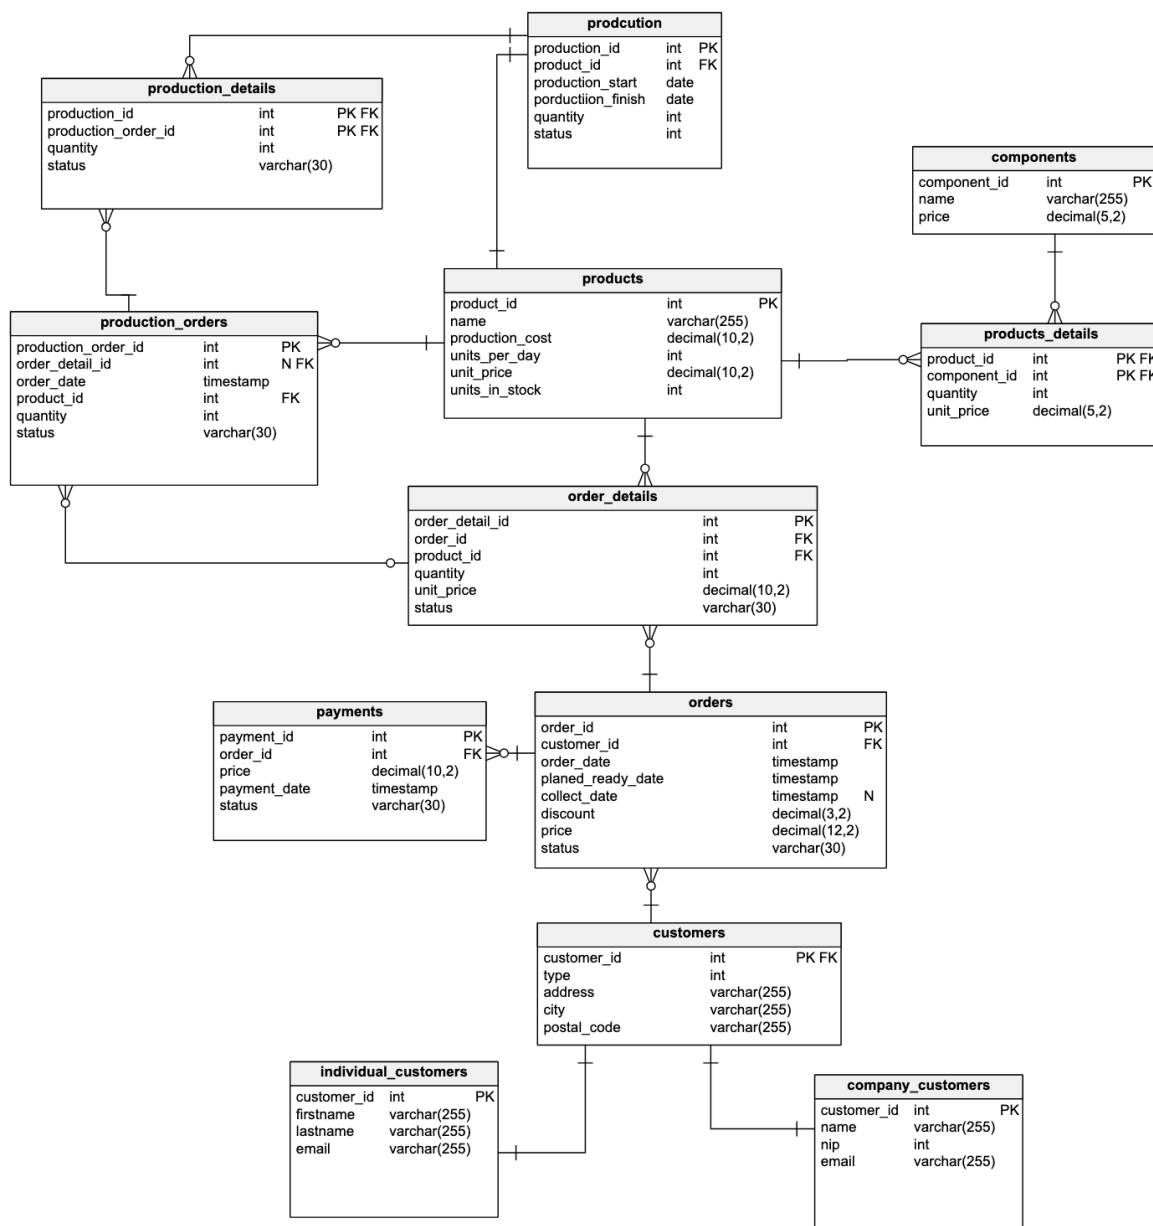 prodcution
production_id int PK
product_id int FK
production_start date
porductiion_finish date
quantity int
status int
production_details
production_id int PK FK
production_order_id int PK FK
quantity int
status varchar(30)
components
component_id int PK
name varchar(255)
price decimal(5,2)
products
product_id int PK
name varchar(255)
production_cost decimal(10,2)
units_per_day int
unit_price decimal(10,2)
units_in_stock int
production_orders
production_order_id int PK
order_detail_id int N FK
order_date timestamp
product_id int FK
quantity int
status varchar(30)
products_details
product_id int PK FK
component_id int PK FK
quantity int
unit_price decimal(5,2)
order_details
order_detail_id int PK
order_id int FK
product_id int FK
quantity int
unit_price decimal(10,2)
status varchar(30)
payments
payment_id int PK
order_id int FK
price decimal(10,2)
payment_date timestamp
status varchar(30)
orders
order_id int PK
customer_id int FK
order_date timestamp
planed_ready_date timestamp
collect_date timestamp N
discount decimal(3,2)
price decimal(12,2)
status varchar(30)
customers
customer_id int PK FK
type int
address varchar(255)
city varchar(255)
postal_code varchar(255)
individual_customers
customer_id int PK
firstname varchar(255)
lastname varchar(255)
email varchar(255)
company_customers
customer_id int PK
name varchar(255)
nip int
email varchar(255)